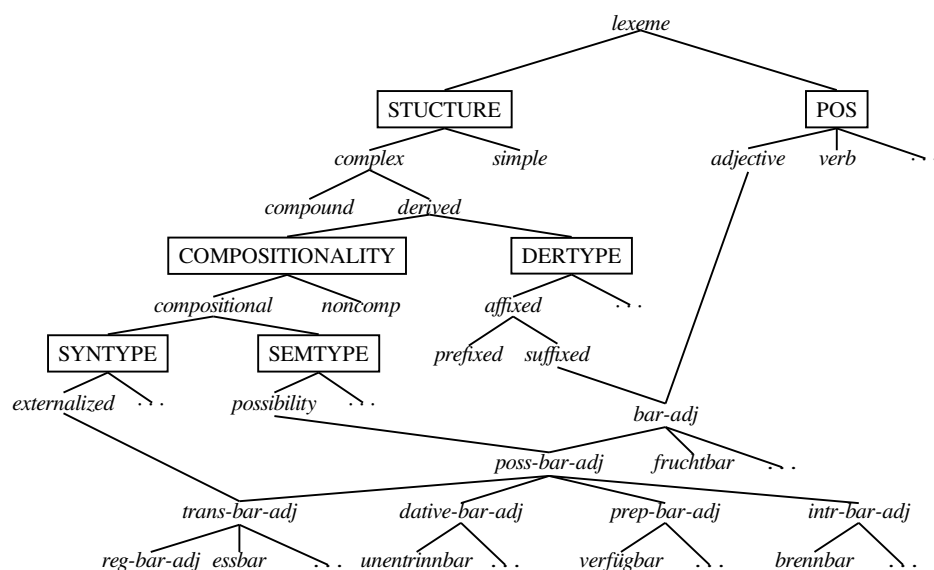 lexeme
STUCTURE POS
complex simple adjective verb . . .
compound derived
COMPOSITIONALITY DERTYPE
compositional noncomp affixed . . .
SYNTYPE SEMTYPE prefixed suffixed
externalized . . . possibility . . . bar-adj
poss-bar-adj fruchtbar . . .
trans-bar-adj dative-bar-adj prep-bar-adj intr-bar-adj
reg-bar-adj essbar . . . unentrinnbar . . . verfügbar . . . brennbar . . .